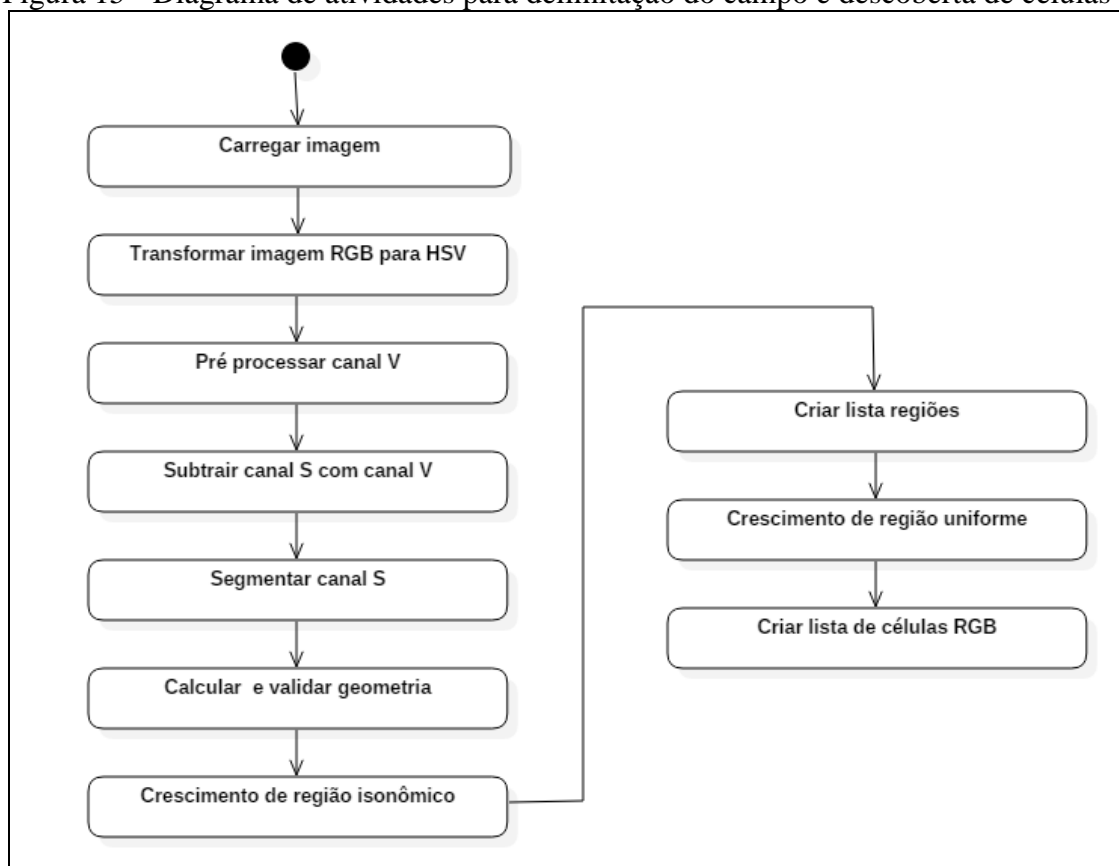 Figura 15 - Diagrama de atividades para delimitação do campo e descoberta de células
Carregar imagem
Transformar imagem RGB para HSV
Pré processar canal V
Subtrair canal S com canal V
Segmentar canal S
Calcular e validar geometria
Crescimento de região isonômico
Criar lista regiões
Crescimento de região uniforme
Criar lista de células RGB